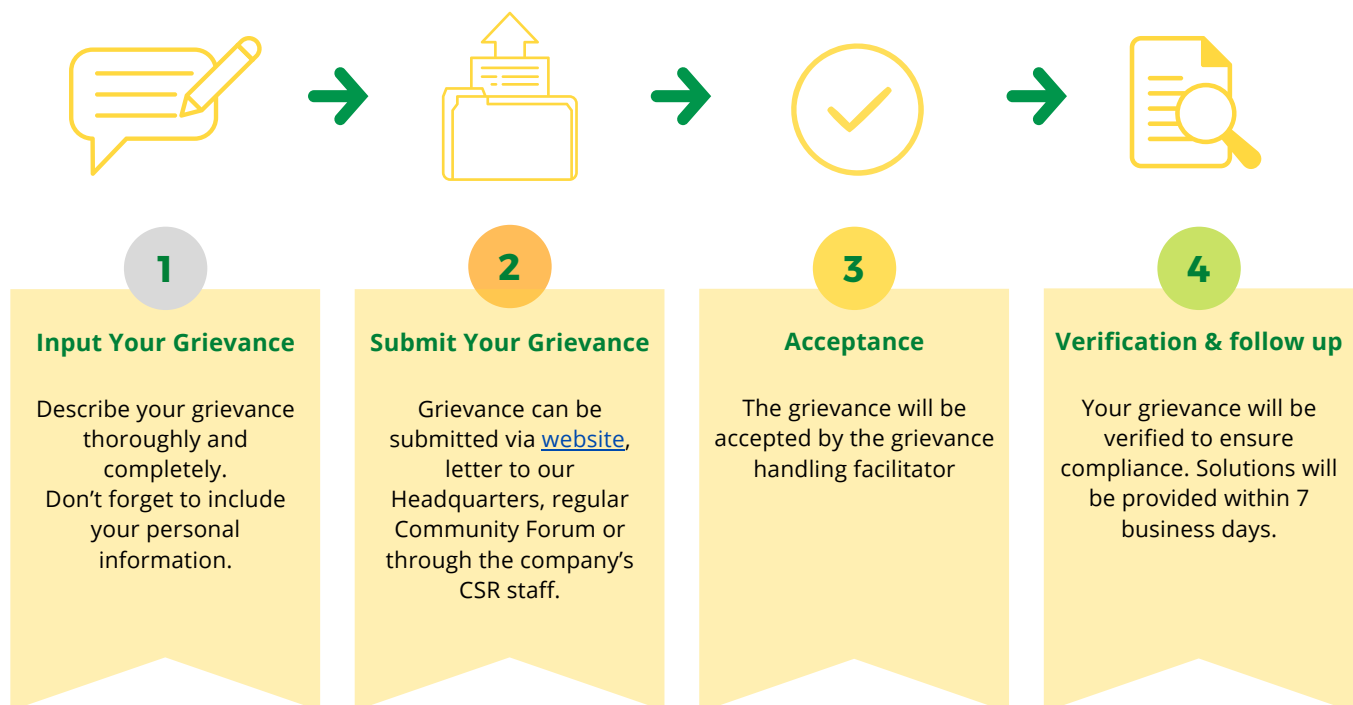 1
Input Your Grievance
Describe your grievance
thoroughly and
completely.
Don’t forget to include
your personal
information.
2
Submit Your Grievance
Grievance can be
submitted via website,
letter to our
Headquarters, regular
Community Forum or
through the company’s
CSR staff.
3
Acceptance
The grievance will be
accepted by the grievance
handling facilitator
4
Verification & follow up
Your grievance will be
verified to ensure
compliance. Solutions will
be provided within 7
business days.